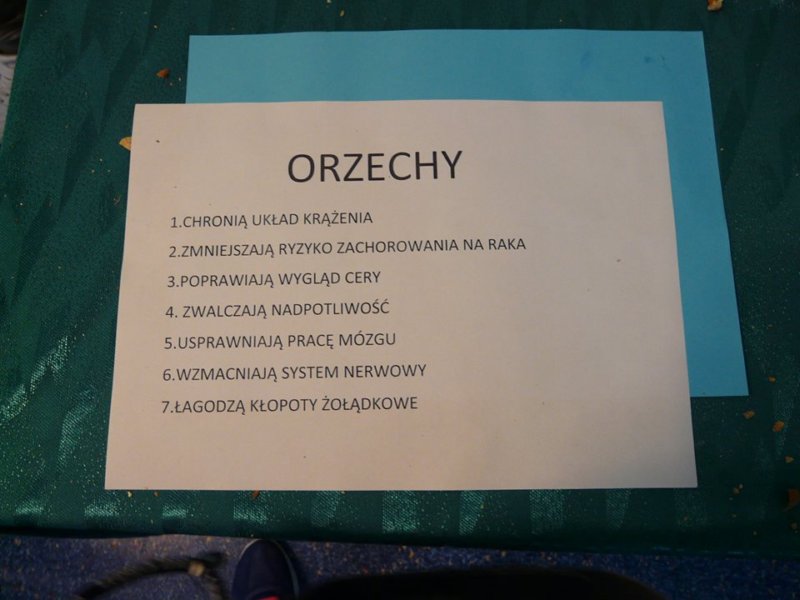 ORZECHY
1.CHRONIĄ UKŁAD KRĄŻENIA
2.ZMNIEJSZAJĄ RYZYKO ZACHOROWANIA NA RAKA
3.POPRAWIAJĄ WYGLĄD CERY
4. ZWALCZAJĄ NADPOTLIWOŚĆ
5.USPRAWNIAJĄ PRACĘ MÓZGU
6.WZMACNIAJĄ SYSTEM NERWOWY
7.ŁAGODZĄ KŁOPOTY ŻOŁĄDKOWE